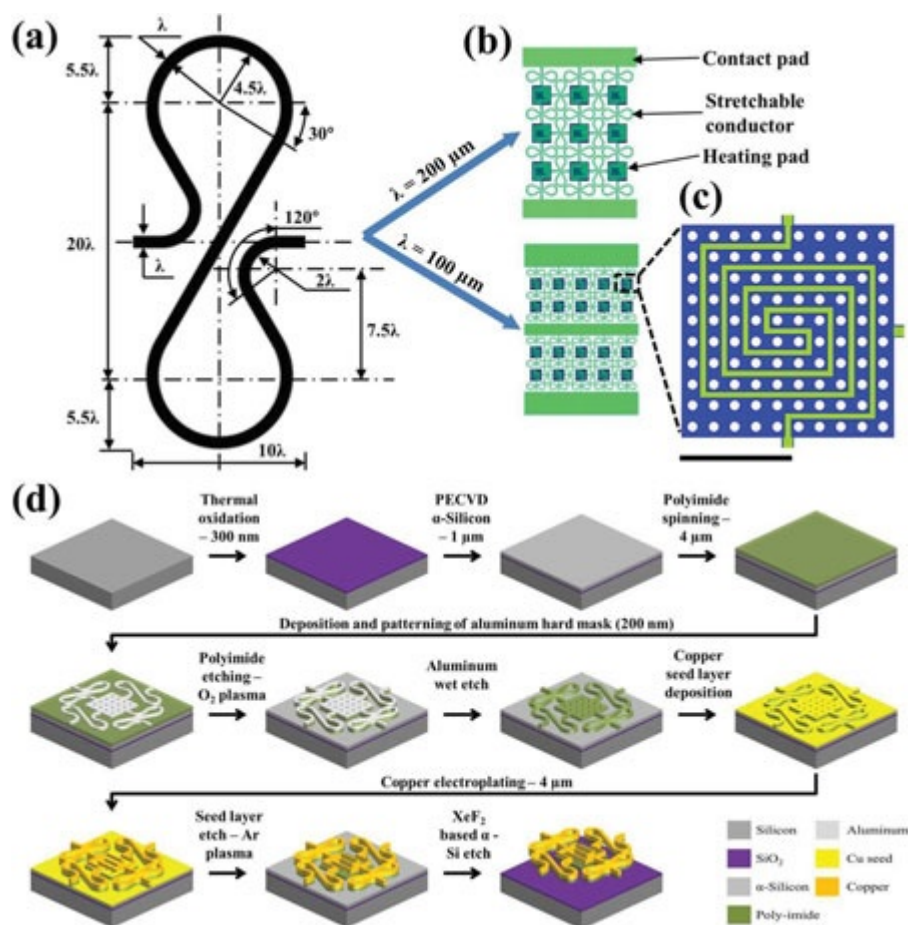 (a)
λ
5.5λ
4.5λ
30°
120°
20λ
λ
2λ
7.5λ
5.5λ
10λ
(b)
Contact pad
Stretchable
conductor
Heating pad
λ = 200 µm
λ = 100 µm
(c)
(d)
Thermal
oxidation
– 300 nm
PECVD
α-Silicon
– 1 µm
Polyimide
spinning –
4 µm
Deposition and patterning of aluminum hard mask (200 nm)
Polyimide
etching –
O₂ plasma
Aluminum
wet etch
Copper
seed layer
deposition
Copper electroplating – 4 µm
Seed layer
etch – Ar
plasma
XeF₂
based α -
Si etch
Silicon
Aluminum
SiO₂
Cu seed
α-Silicon
Copper
Poly-imide